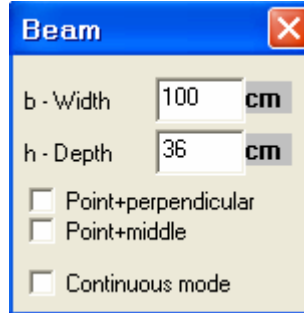 Beam
b - Width 100 cm
h - Depth 36 cm
Point+perpendicular
Point+middle
Continuous mode